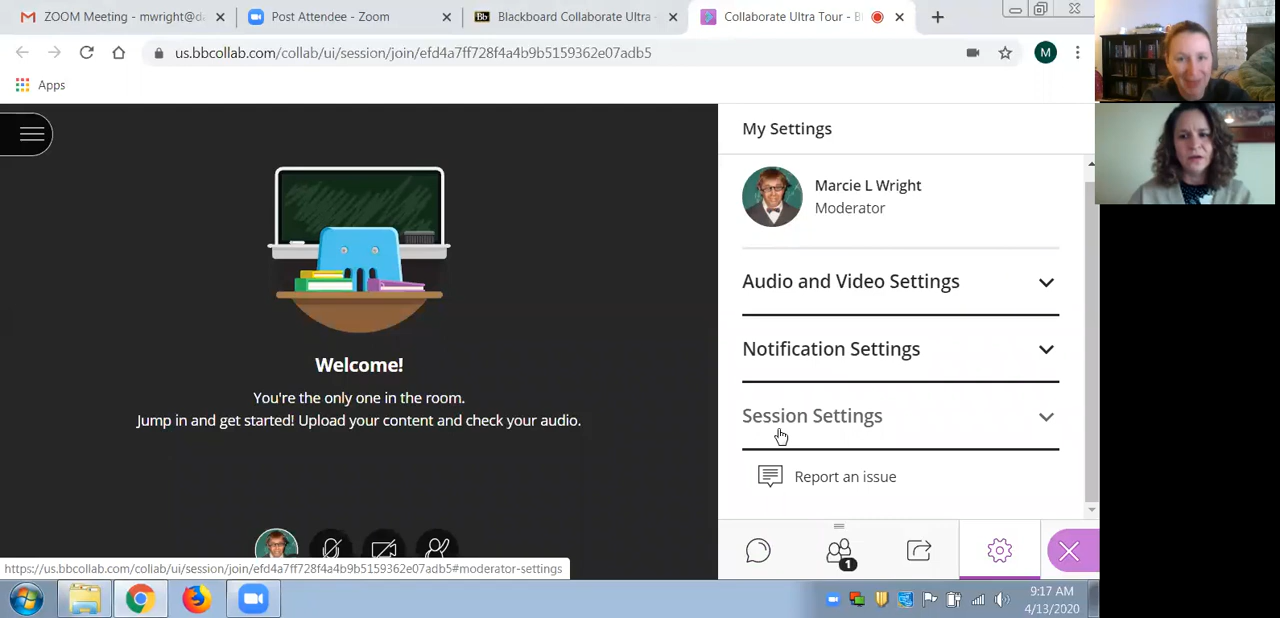 ZOOM Meeting - mwright@d
Post Attendee - Zoom
Bb
Blackboard Collaborate Ultra
Collaborate Ultra Tour - B
us.bbcollab.com/collab/ui/session/join/efd4a7ff728f4a4b9b5159362e07adb5
M
Apps
My Settings
Marcie L Wright
Moderator
Audio and Video Settings
Notification Settings
Session Settings
Report an issue
Welcome!
You're the only one in the room.
Jump in and get started! Upload your content and check your audio.
1
https://us.bbcollab.com/collab/ui/session/join/efd4a7ff728f4a4b9b5159362e07adb5#moderator-settings
9:17 AM
4/13/2020